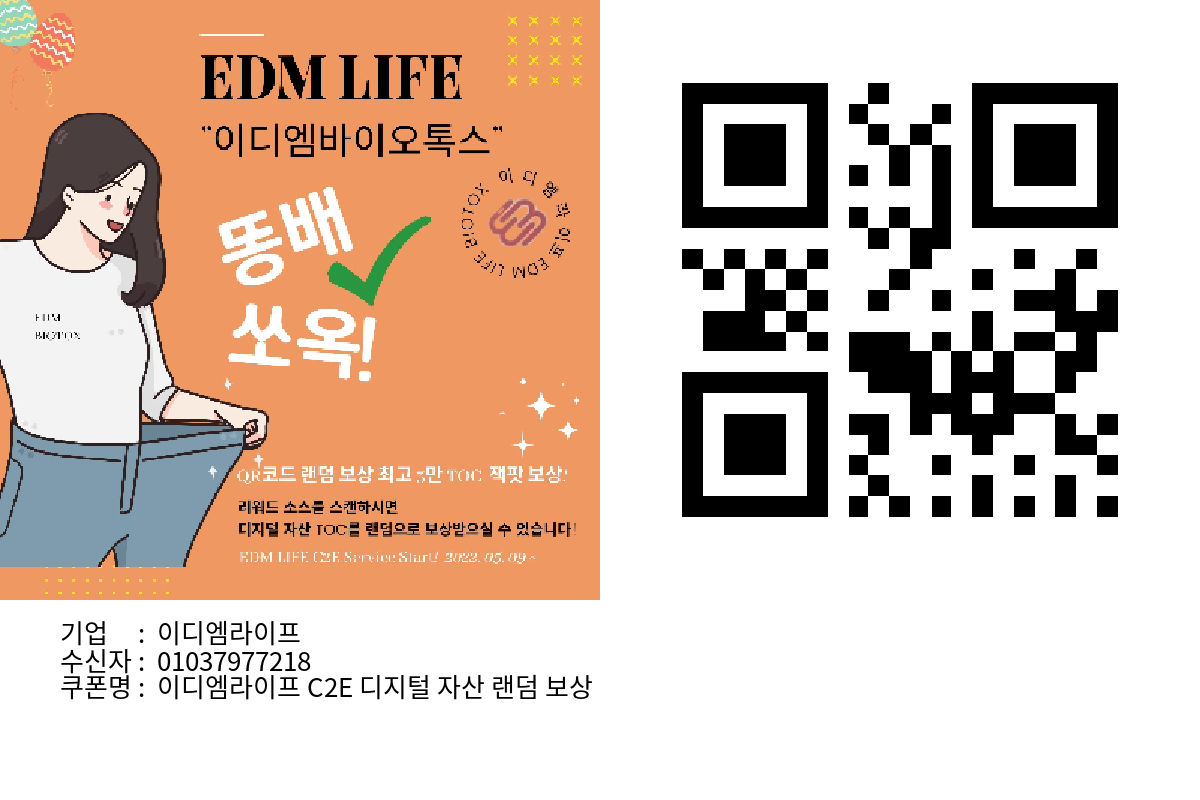 EDM LIFE
"이디엠바이오톡스"
이디엠라이프 EDM LIFE BIOTOX
똥배
쏘옥!
EDM
BIOTOX
QR코드 랜덤 보상 최고 5만 TOC 잭팟 보상!
리워드 소스를 스캔하시면
디지털 자산 TOC를 랜덤으로 보상받으실 수 있습니다!
EDM LIFE C2E Service Start! 2022. 05. 09 ~
기업 : 이디엠라이프
수신자 : 01037977218
쿠폰명 : 이디엠라이프 C2E 디지털 자산 랜덤 보상